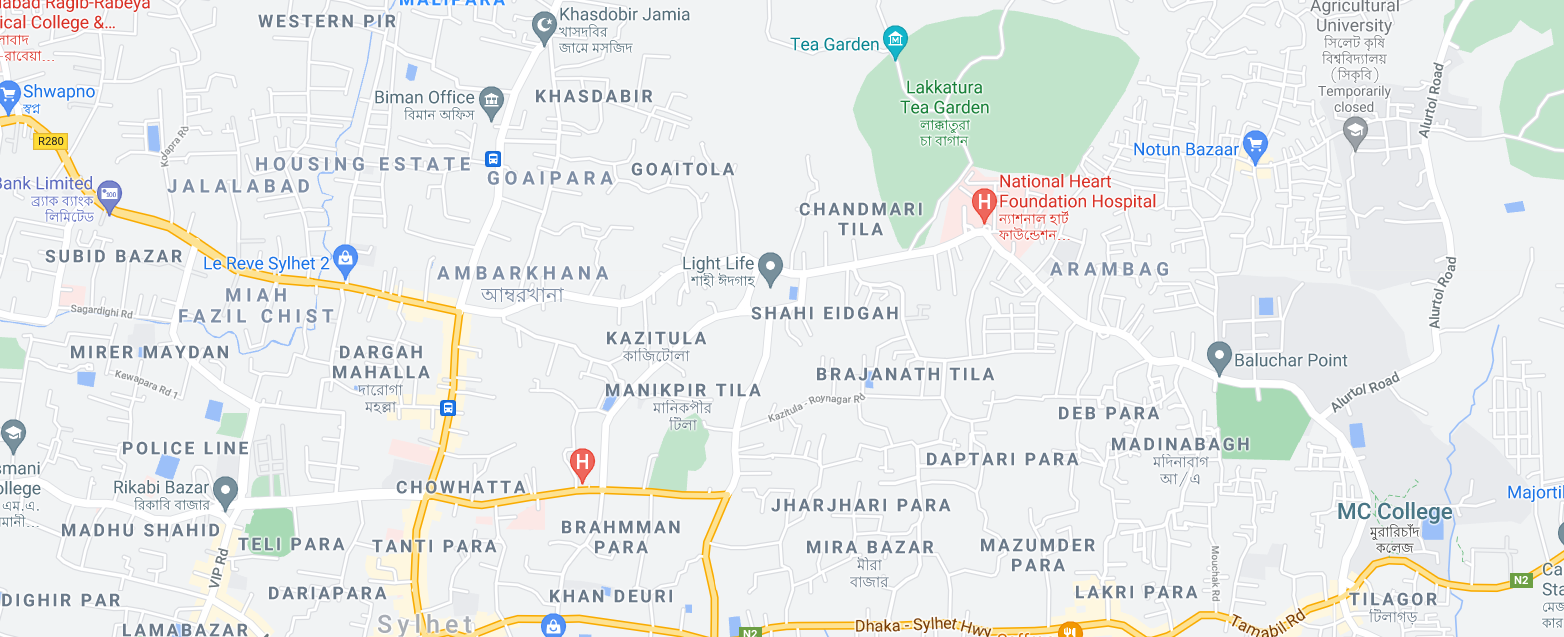 abad Ragib-Rabeya
ical College &...
লাবাদ
-রাবেয়া...
WESTERN PIR
MALIPARA
Khasdobir Jamia
খাসদবির
জামে মসজিদ
Tea Garden
Agricultural
University
সিলেট কৃষি
বিশ্ববিদ্যালয়
(সিকৃবি)
Temporarily
closed
Shwapno
স্বপ্ন
Biman Office
বিমান অফিস
KHASDABIR
Lakkatura
Tea Garden
লাক্কাতুরা
চা বাগান
Alurtol Road
R280
Kolapra Rd
Notun Bazaar
HOUSING ESTATE
GOAIPARA
GOAITOLA
JALALABAD
Bank Limited
ব্র্যাক ব্যাংক
লিমিটেড
National Heart
Foundation Hospital
ন্যাশনাল হার্ট
ফাউন্ডেশন...
CHANDMARI
TILA
SUBID BAZAR
Le Reve Sylhet 2
AMBARKHANA
আম্বরখানা
Light Life
শাহী ঈদগাহ
ARAMBAG
Alurtol Road
MIAH
FAZIL CHIST
Sagardighi Rd
SHAHI EIDGAH
KAZITULA
কাজিটোলা
MIRER MAYDAN
DARGAH
MAHALLA
দারোগা
মহল্লা
Kewapara Rd 1
Baluchar Point
MANIKPIR TILA
মানিকপীর
টিলা
BRAJANATH TILA
Kazitula - Roynagar Rd
Alurtol Road
DEB PARA
POLICE LINE
MADINABAGH
মদিনাবাগ
আ/এ
DAPTARI PARA
smani
ollege
এম.এ.
মানী...
Rikabi Bazar
রিকাবি বাজার
CHOWHATTA
JHARJHARI PARA
Majorti
MC College
মুরারিচাঁদ
কলেজ
MADHU SHAHID
TELI PARA
TANTI PARA
BRAHMMAN
PARA
MIRA BAZAR
মীরা
বাজার
MAZUMDER
PARA
VIP Rd
Mouchak Rd
N2
DIGHIR PAR
DARIAPARA
KHAN DEURI
LAKRI PARA
TILAGOR
টিলাগড়
LAMABAZAR
Sylhet
N2
Dhaka - Sylhet Hwy
Tamabil Rd